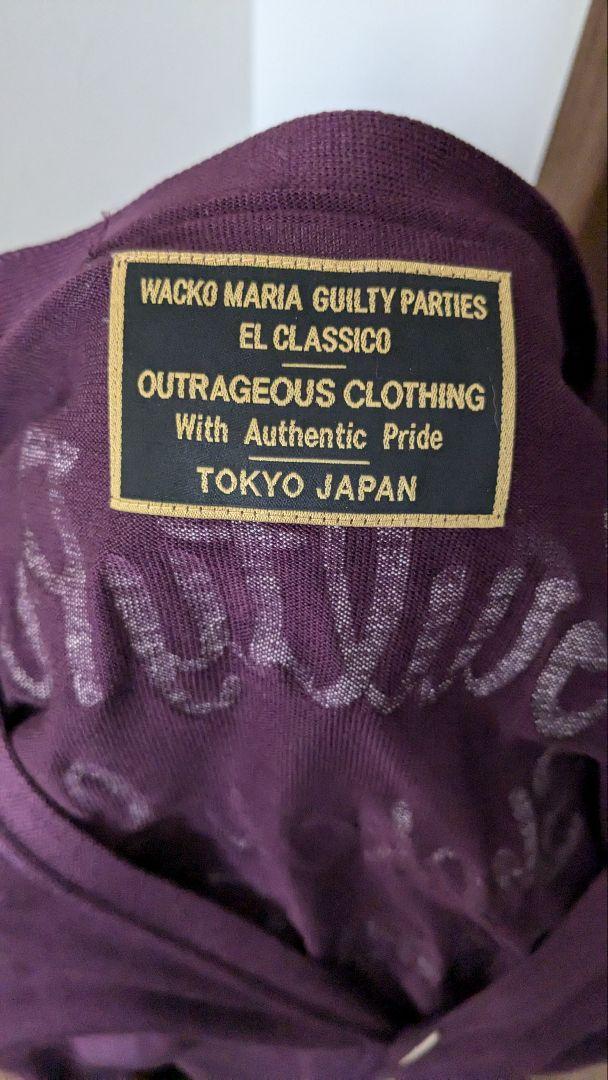 WACKO MARIA GUILTY PARTIES
EL CLASSICO
OUTRAGEOUS CLOTHING
With Authentic Pride
TOKYO JAPAN